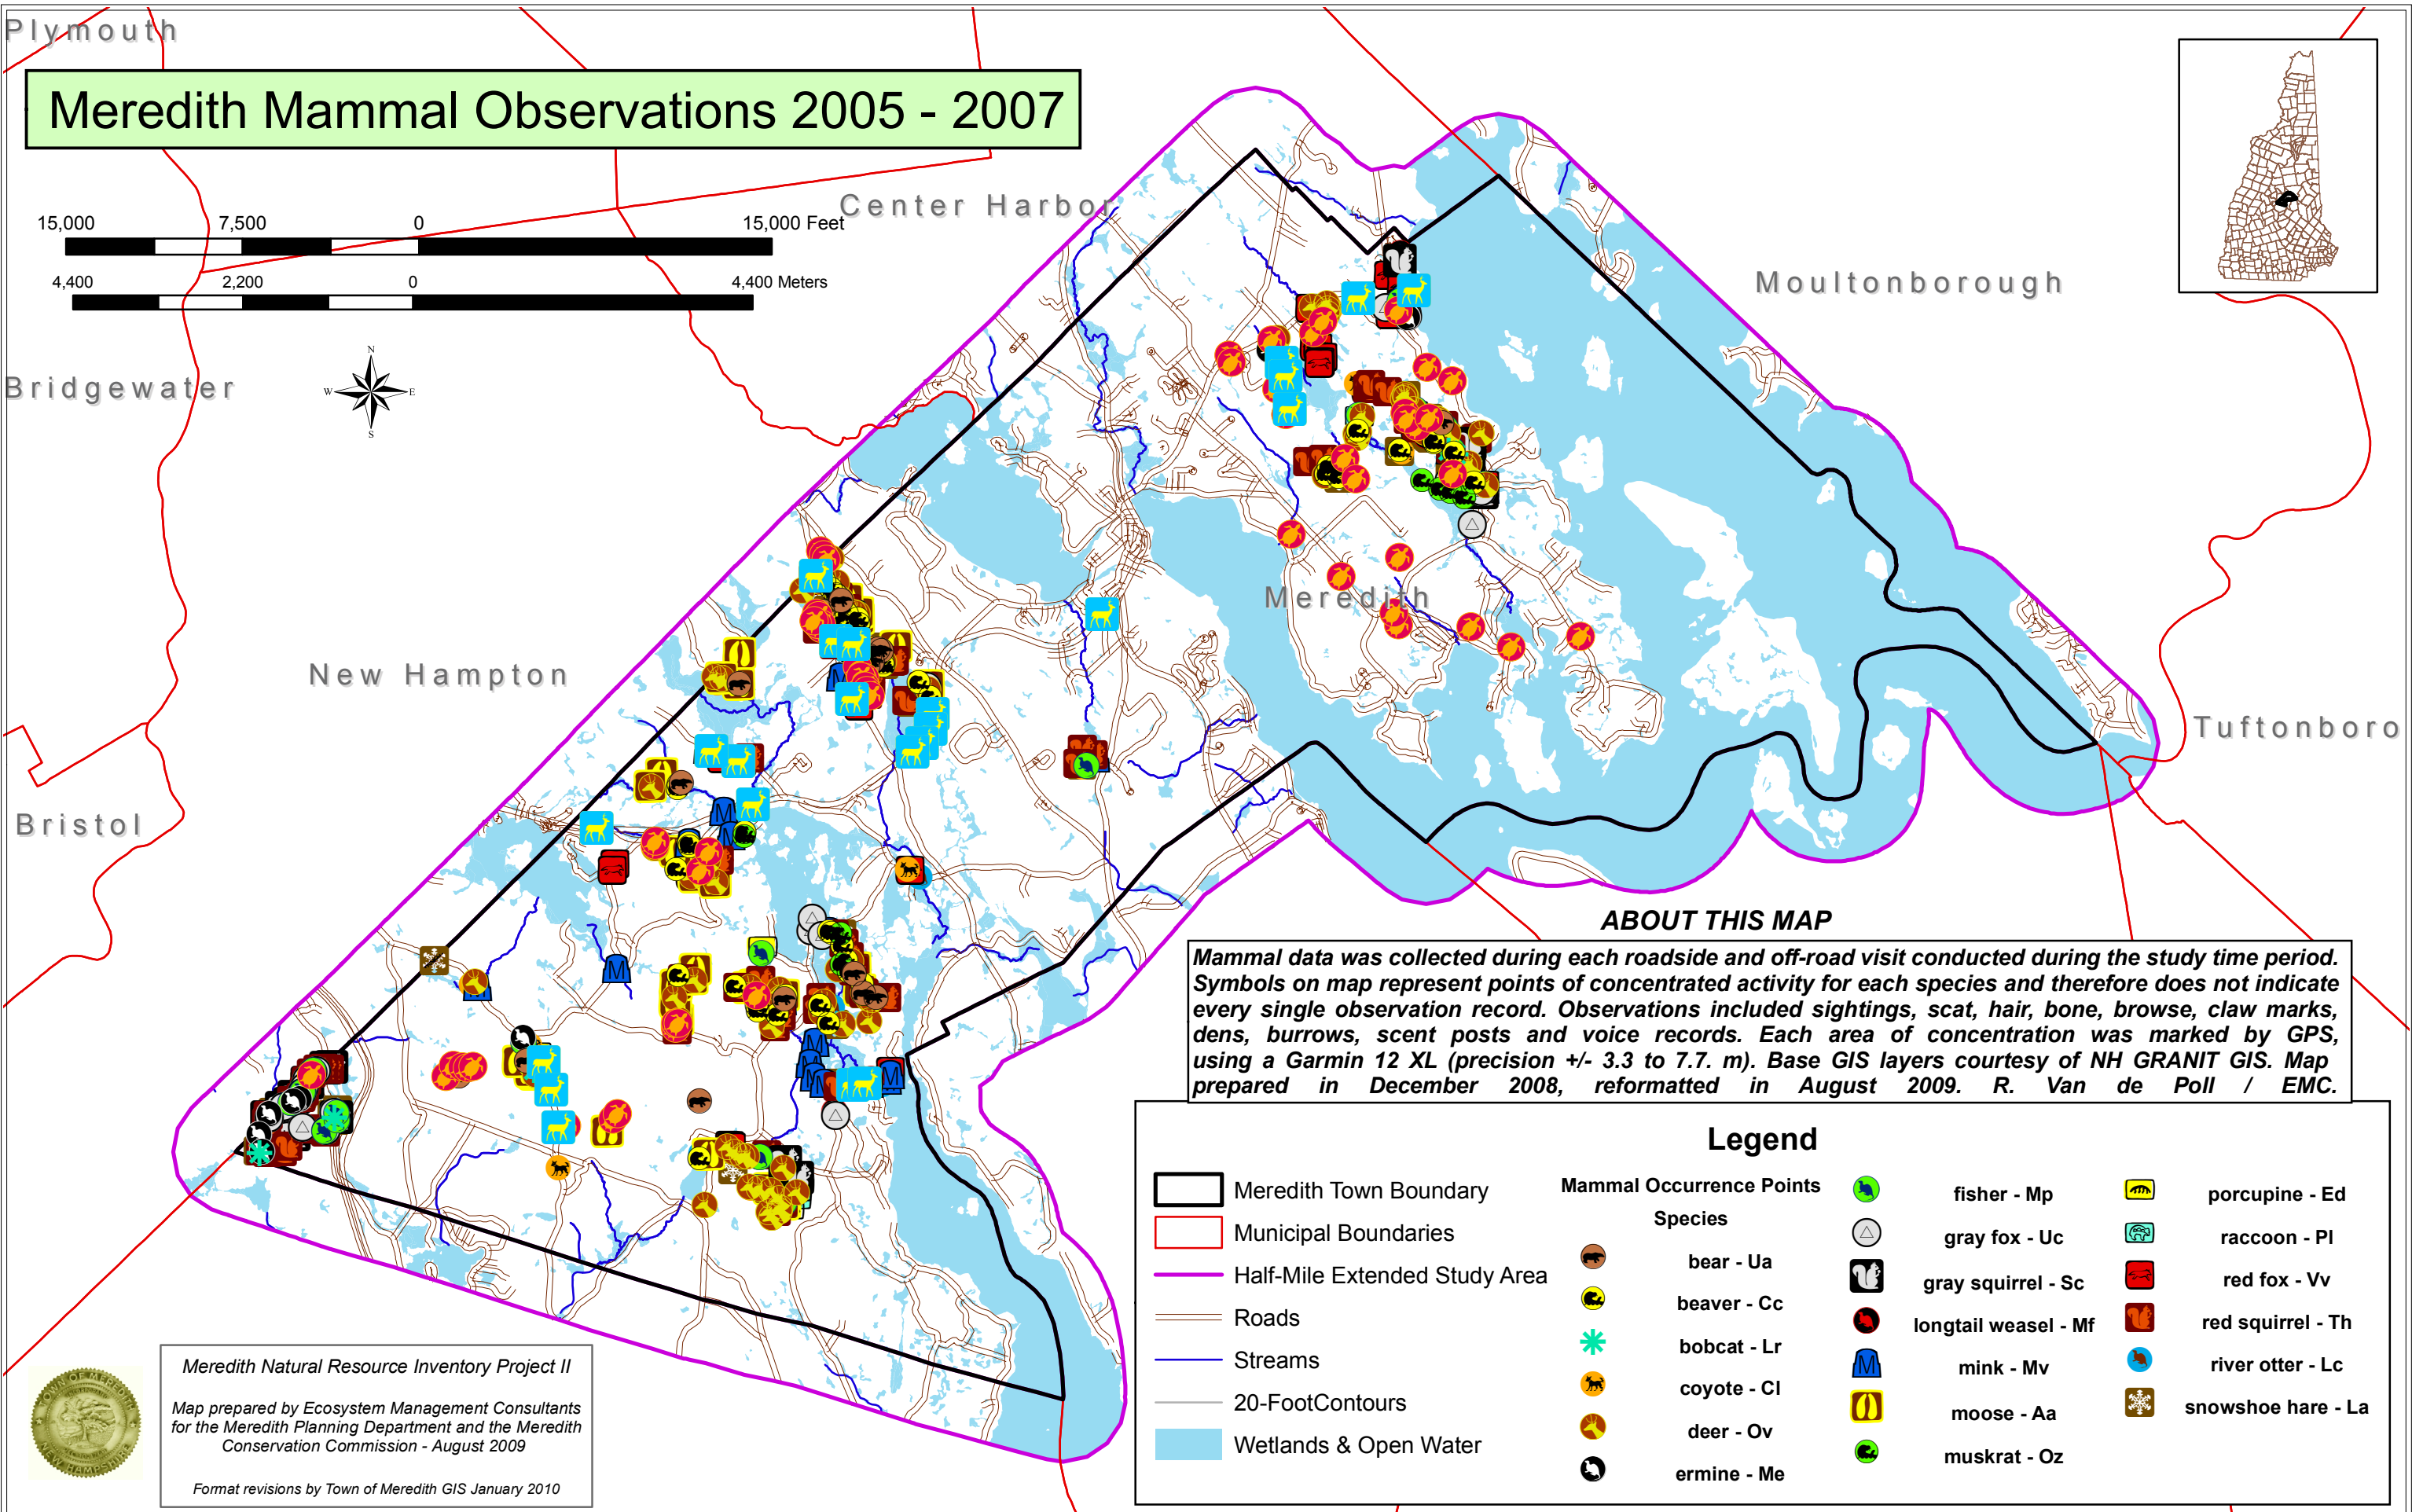 Plymouth
Meredith Mammal Observations 2005 - 2007
Center Harbor
15,000 7,500 0 15,000 Feet
4,400 2,200 0 4,400 Meters
Moultonborough
Bridgewater
N
W E
S
Meredith
New Hampton
Tuftonboro
Bristol
ABOUT THIS MAP
Mammal data was collected during each roadside and off-road visit conducted during the study time period.
Symbols on map represent points of concentrated activity for each species and therefore does not indicate
every single observation record. Observations included sightings, scat, hair, bone, browse, claw marks,
dens, burrows, scent posts and voice records. Each area of concentration was marked by GPS,
using a Garmin 12 XL (precision +/- 3.3 to 7.7. m). Base GIS layers courtesy of NH GRANIT GIS. Map
prepared in December 2008, reformatted in August 2009. R. Van de Poll / EMC.
Legend
Meredith Town Boundary
Municipal Boundaries
Half-Mile Extended Study Area
Roads
Streams
20-FootContours
Wetlands & Open Water
Mammal Occurrence Points
Species
bear - Ua
beaver - Cc
bobcat - Lr
coyote - Cl
deer - Ov
ermine - Me
fisher - Mp
gray fox - Uc
gray squirrel - Sc
longtail weasel - Mf
M
mink - Mv
moose - Aa
muskrat - Oz
porcupine - Ed
raccoon - Pl
red fox - Vv
red squirrel - Th
river otter - Lc
snowshoe hare - La
Meredith Natural Resource Inventory Project II
Map prepared by Ecosystem Management Consultants
for the Meredith Planning Department and the Meredith
Conservation Commission - August 2009
Format revisions by Town of Meredith GIS January 2010
TOWN OF MEREDITH
NEW HAMPSHIRE